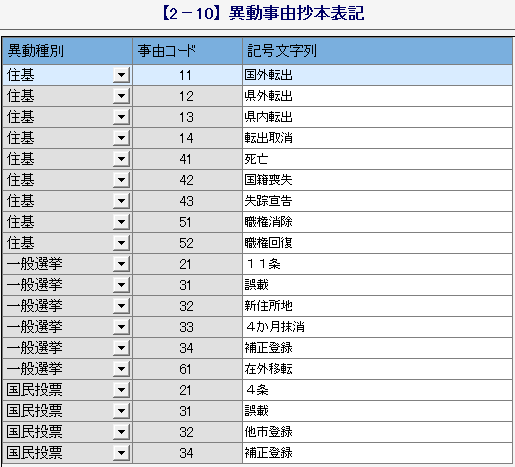 【２－１０】異動事由抄本表記
異動種別 事由コード 記号文字列
住基 11 国外転出
住基 12 県外転出
住基 13 県内転出
住基 14 転出取消
住基 41 死亡
住基 42 国籍喪失
住基 43 失踪宣告
住基 51 職権消除
住基 52 職権回復
一般選挙 21 １１条
一般選挙 31 誤載
一般選挙 32 新住所地
一般選挙 33 ４か月抹消
一般選挙 34 補正登録
一般選挙 61 在外移転
国民投票 21 ４条
国民投票 31 誤載
国民投票 32 他市登録
国民投票 34 補正登録